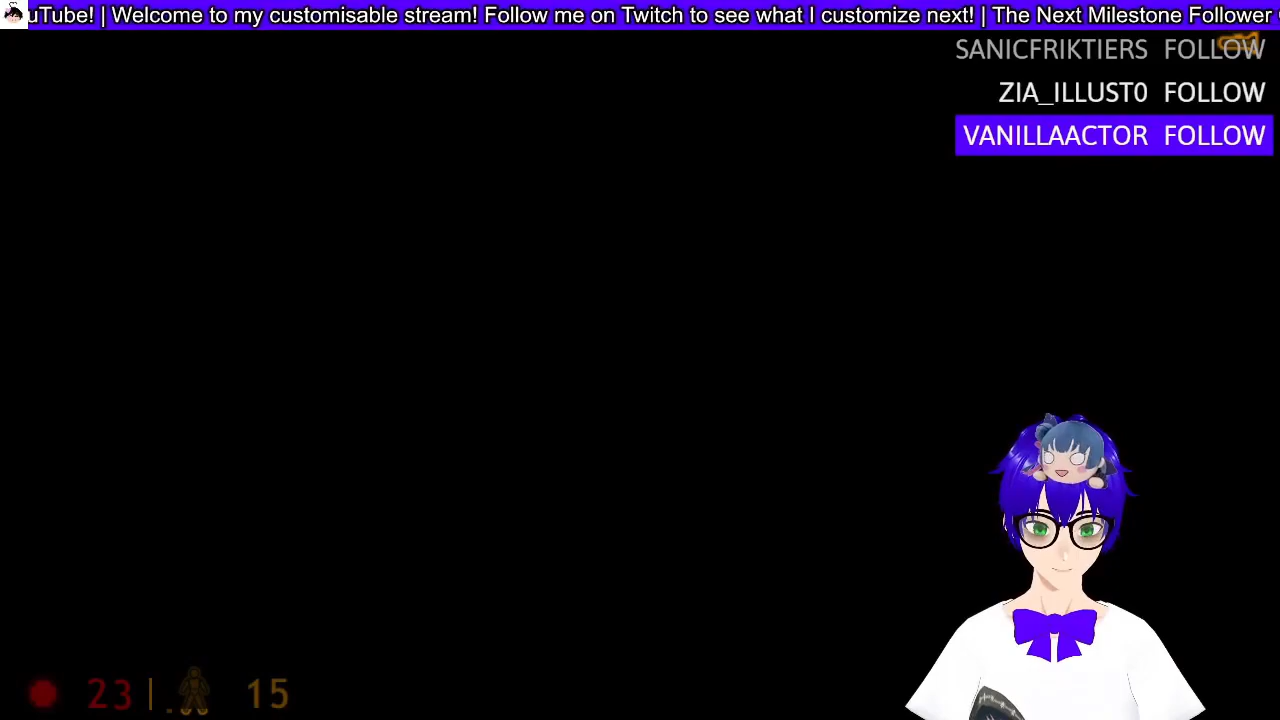 uTube! | Welcome to my customisable stream! Follow me on Twitch to see what I customize next! | The Next Milestone Follower
SANICFRIKTIERS FOLLOW
ZIA_ILLUST0 FOLLOW
VANILLAACTOR FOLLOW
23 | 15